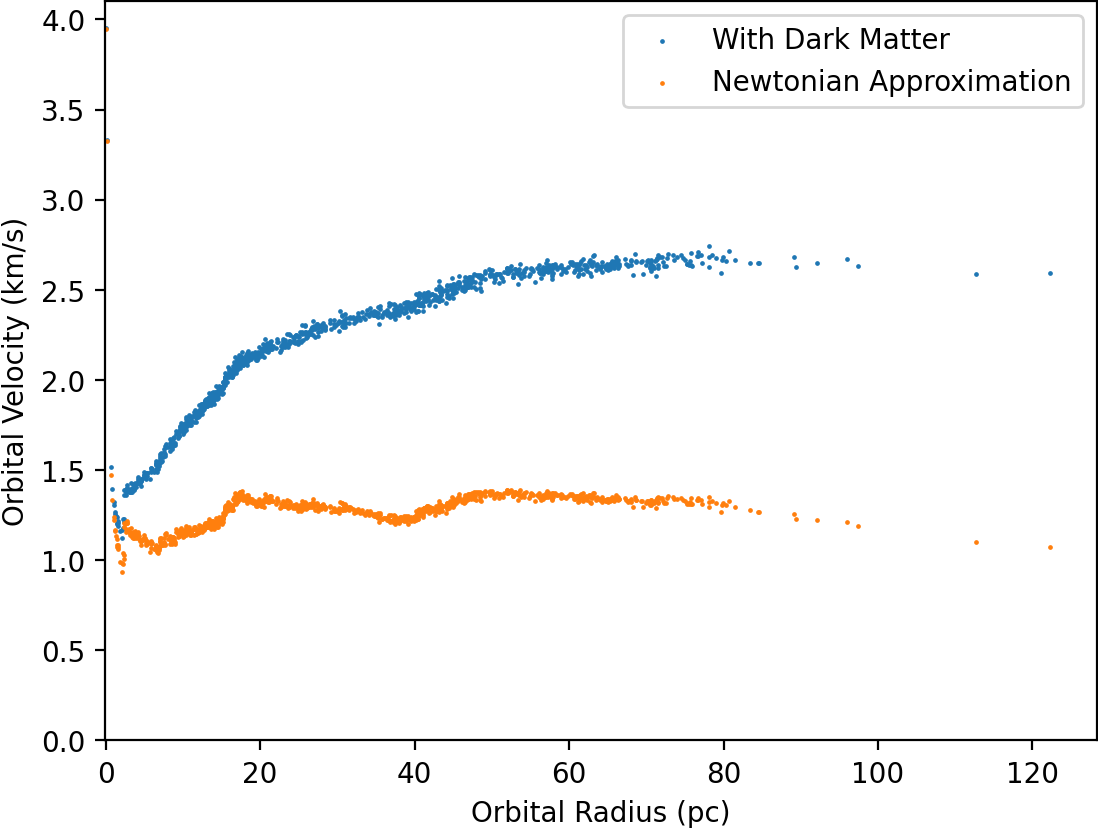 4.0
3.5
3.0
2.5
2.0
1.5
1.0
0.5
0.0
Orbital Velocity (km/s)
With Dark Matter
Newtonian Approximation
0 20 40 60 80 100 120
Orbital Radius (pc)